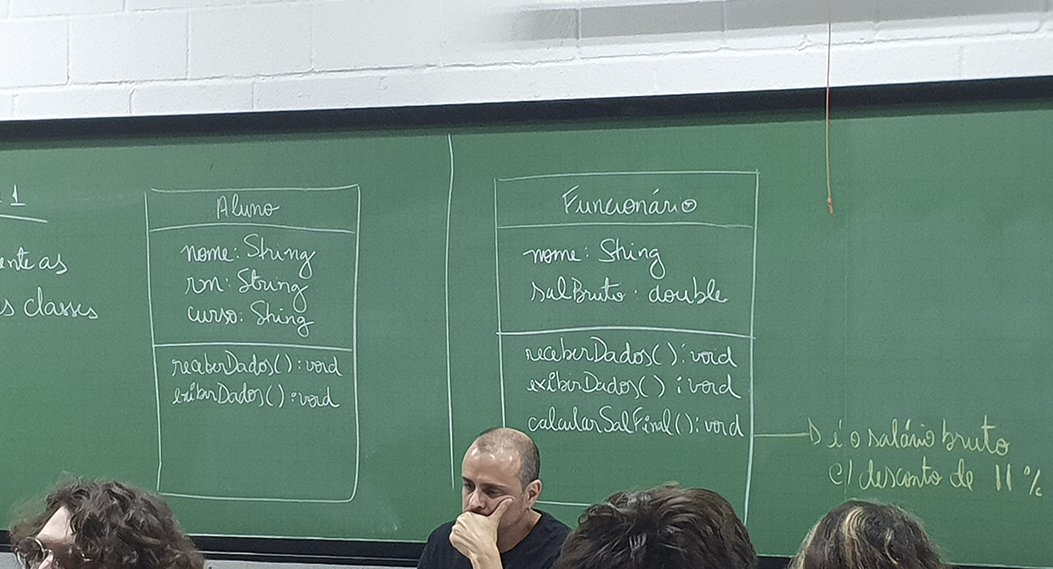 1
ente as
s classes
Aluno
nome: String
rm: String
curso: String
receberDados(): void
exibirDados(): void
Funcionário
nome: String
salBruto: double
receberDados(): void
exibirDados(): void
calcularSalFinal(): void
é o salário bruto
c/ desconto de 11%